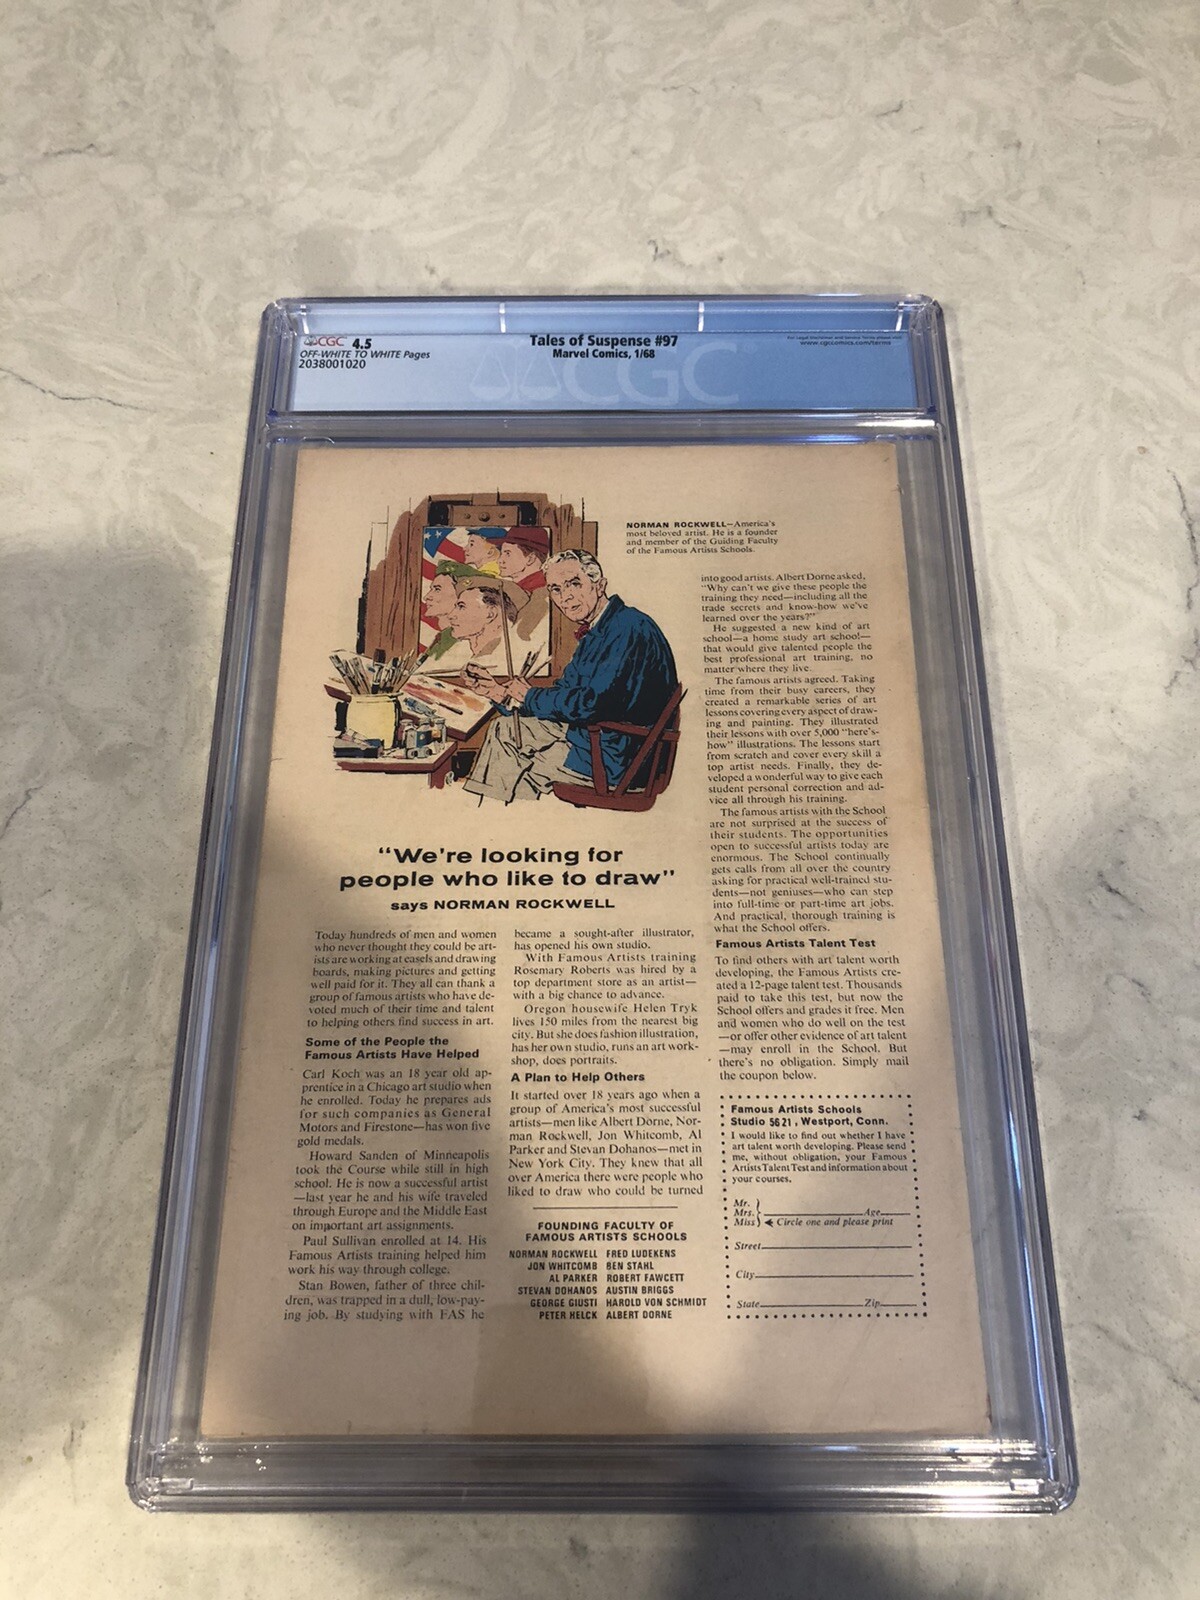 CGC 4.5
OFF-WHITE TO WHITE Pages
2038001020
Tales of Suspense #97
Marvel Comics, 1/68
www.cgccomics.com/terms
CGC
NORMAN ROCKWELL—America's
most beloved artist. He is a founder
and member of the Guiding Faculty
of the Famous Artists Schools.
"We're looking for
people who like to draw"
says NORMAN ROCKWELL
Today hundreds of men and women
who never thought they could be art-
ists are working at easels and drawing
boards, making pictures and getting
well paid for it. They all can thank a
group of famous artists who have de-
voted much of their time and talent
to helping others find success in art.
Some of the People the
Famous Artists Have Helped
Carl Koch was an 18 year old ap-
prentice in a Chicago art studio when
he enrolled. Today he prepares ads
for such companies as General
Motors and Firestone—has won five
gold medals.
Howard Sanden of Minneapolis
took the Course while still in high
school. He is now a successful artist
—last year he and his wife traveled
through Europe and the Middle East
on important art assignments.
Paul Sullivan enrolled at 14. His
Famous Artists training helped him
work his way through college.
Stan Bowen, father of three chil-
dren, was trapped in a dull, low-pay-
ing job. By studying with FAS he
became a sought-after illustrator,
has opened his own studio.
With Famous Artists training
Rosemary Roberts was hired by a
top department store as an artist—
with a big chance to advance.
Oregon housewife Helen Tryk
lives 150 miles from the nearest big
city. But she does fashion illustration,
has her own studio, runs an art work-
shop, does portraits.
A Plan to Help Others
It started over 18 years ago when a
group of America's most successful
artists—men like Albert Dorne, Nor-
man Rockwell, Jon Whitcomb, Al
Parker and Stevan Dohanos—met in
New York City. They knew that all
over America there were people who
liked to draw who could be turned
FOUNDING FACULTY OF
FAMOUS ARTISTS SCHOOLS
NORMAN ROCKWELL FRED LUDEKENS
JON WHITCOMB BEN STAHL
AL PARKER ROBERT FAWCETT
STEVAN DOHANOS AUSTIN BRIGGS
GEORGE GIUSTI HAROLD VON SCHMIDT
PETER HELCK ALBERT DORNE
into good artists. Albert Dorne asked,
"Why can't we give these people the
training they need—including all the
trade secrets and know-how we've
learned over the years?"
He suggested a new kind of art
school—a home study art school—
that would give talented people the
best professional art training, no
matter where they live.
The famous artists agreed. Taking
time from their busy careers, they
created a remarkable series of art
lessons covering every aspect of draw-
ing and painting. They illustrated
their lessons with over 5,000 "here's-
how" illustrations. The lessons start
from scratch and cover every skill a
top artist needs. Finally, they de-
veloped a wonderful way to give each
student personal correction and ad-
vice all through his training.
The famous artists with the School
are not surprised at the success of
their students. The opportunities
open to successful artists today are
enormous. The School continually
gets calls from all over the country
asking for practical well-trained stu-
dents—not geniuses—who can step
into full-time or part-time art jobs.
And practical, thorough training is
what the School offers.
Famous Artists Talent Test
To find others with art talent worth
developing, the Famous Artists cre-
ated a 12-page talent test. Thousands
paid to take this test, but now the
School offers and grades it free. Men
and women who do well on the test
—or offer other evidence of art talent
—may enroll in the School. But
there's no obligation. Simply mail
the coupon below.
Famous Artists Schools
Studio 5621, Westport, Conn.
I would like to find out whether I have
art talent worth developing. Please send
me, without obligation, your Famous
Artists Talent Test and information about
your courses.
Mr.
Mrs. Age
Miss Circle one and please print
Street
City
State Zip